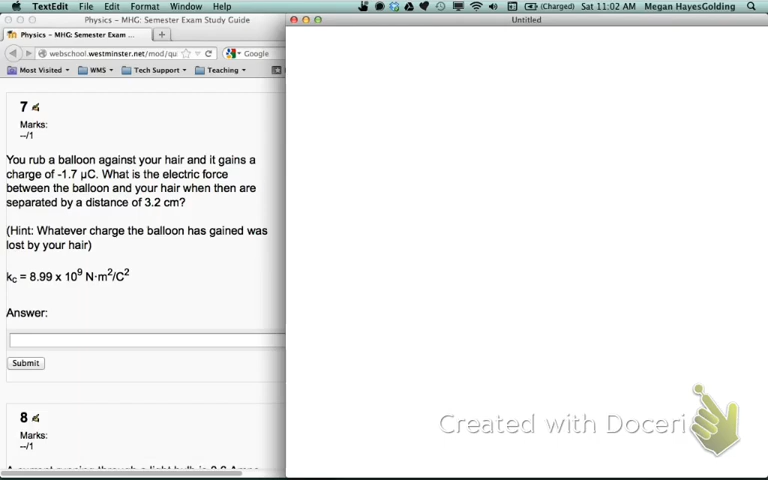 TextEdit File Edit Format Window Help (Charged) Sat 11:02 AM Megan HayesGolding
Physics – MHG: Semester Exam Study Guide
Untitled
Physics – MHG: Semester Exam ... +
webschool.westminster.net/mod/qu Google
Most Visited WMS Tech Support Teaching
7
Marks:
--/1
You rub a balloon against your hair and it gains a
charge of -1.7 µC. What is the electric force
between the balloon and your hair when then are
separated by a distance of 3.2 cm?
(Hint: Whatever charge the balloon has gained was
lost by your hair)
kc = 8.99 x 10⁹ N·m²/C²
Answer:
Submit
8
Marks:
--/1
Created with Doceri